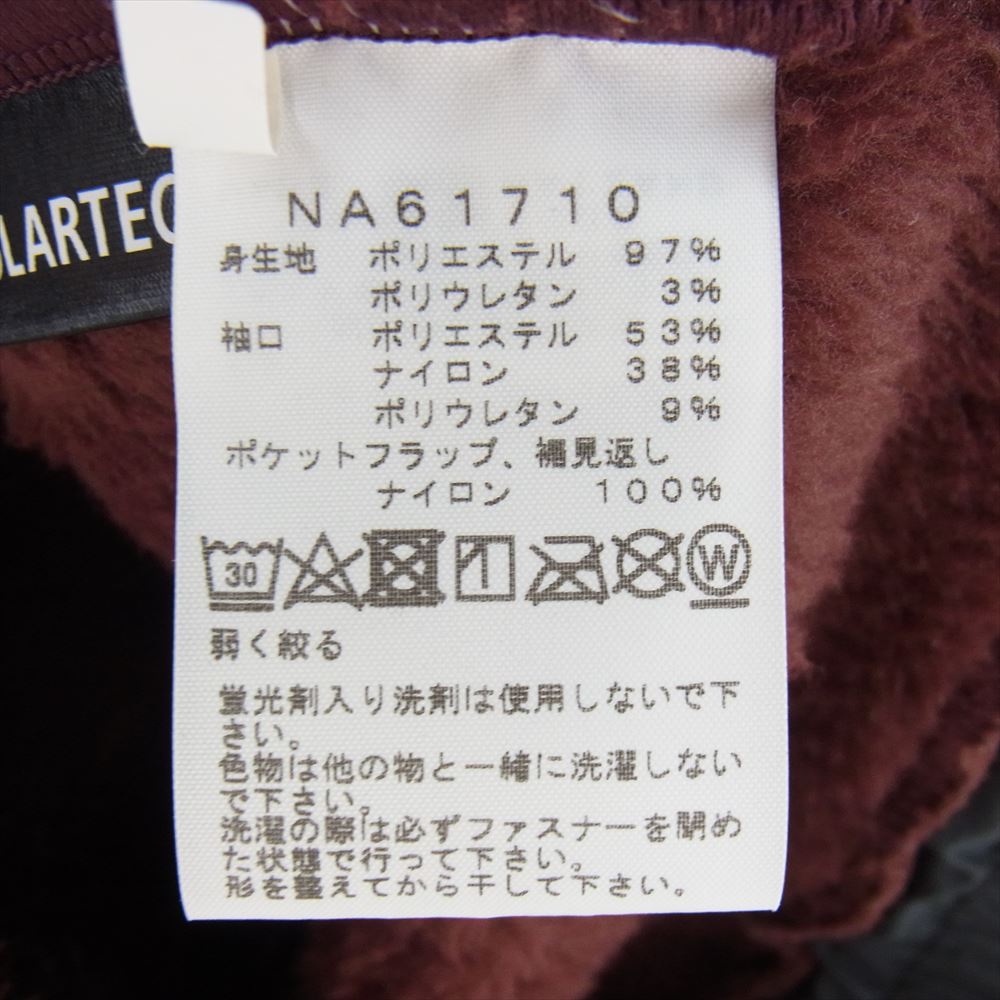 NA61710
身生地 ポリエステル 97%
ポリウレタン 3%
袖口 ポリエステル 53%
ナイロン 38%
ポリウレタン 9%
ポケットフラップ、裾見返し
ナイロン 100%
30 W
弱く絞る
蛍光剤入り洗剤は使用しないで下
さい。
色物は他の物と一緒に洗濯しない
で下さい。
洗濯の際は必ずファスナーを閉め
た状態で行って下さい。
形を整えてから干して下さい。
LARTEC